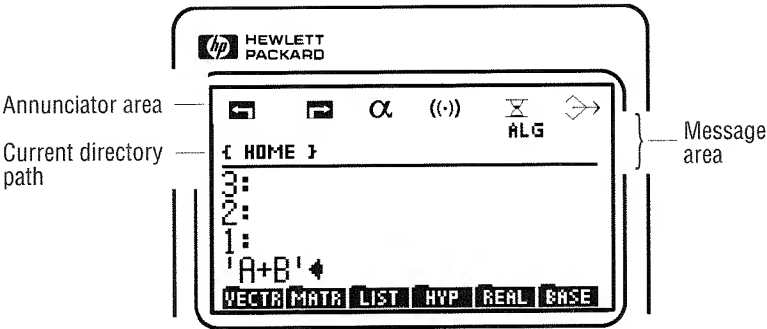 hp HEWLETT
PACKARD
Annunciator area
α ((•))
ALG
Current directory
path
{ HOME }
Message
area
3:
2:
1:
'A+B'
VECTR MATR LIST HYP REAL BASE